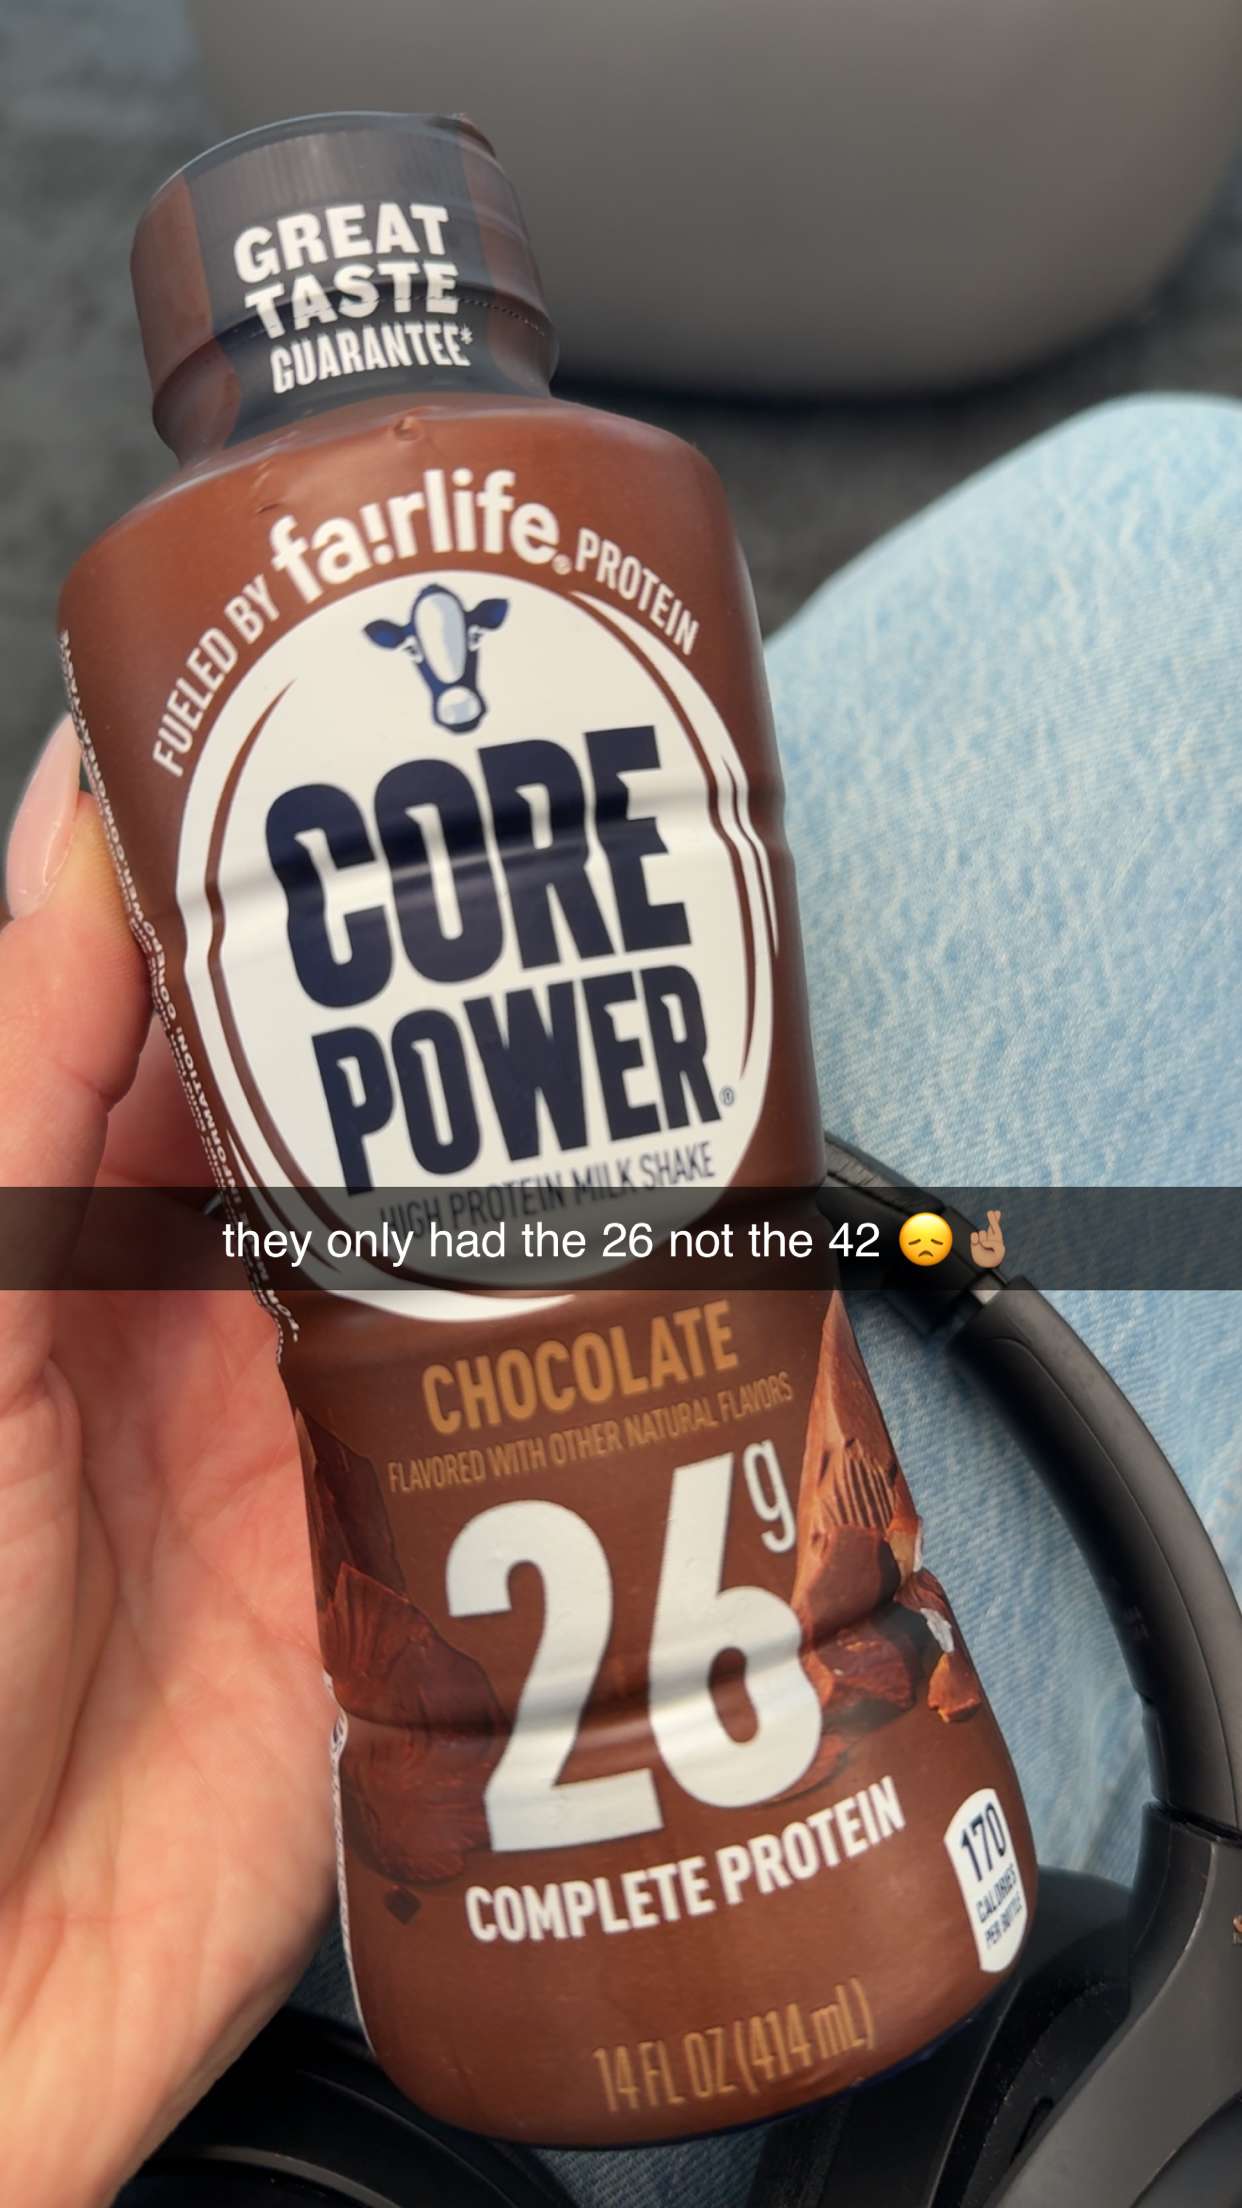 GREAT
TASTE
GUARANTEE*
FUELED BY fa!rlife® PROTEIN
CORE
POWER®
HIGH PROTEIN MILK SHAKE
they only had the 26 not the 42 😞🤞🏽
CHOCOLATE
FLAVORED WITH OTHER NATURAL FLAVORS
26g
COMPLETE PROTEIN
170
CALORIES
PER BOTTLE
14 FL OZ (414 mL)